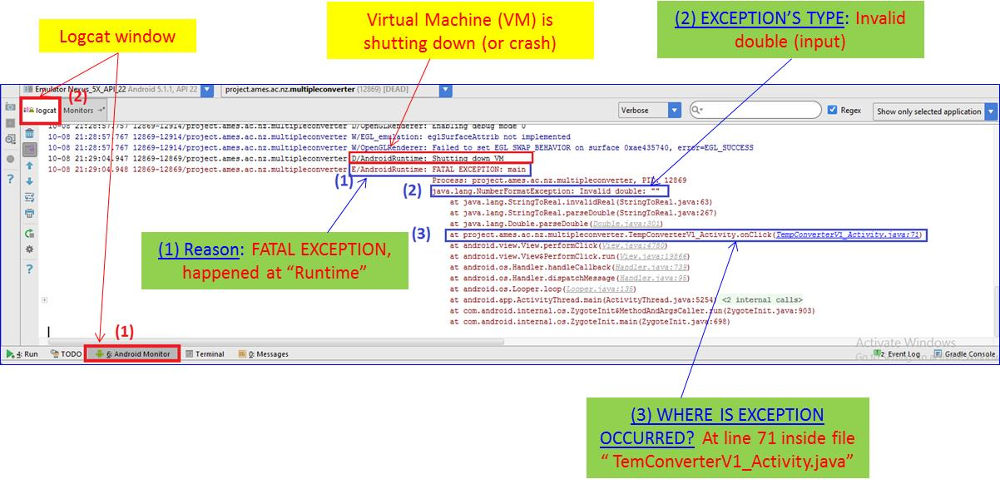 Logcat window
Virtual Machine (VM) is
shutting down (or crash)
(2) EXCEPTION'S TYPE: Invalid
double (input)
Emulator Nexus_5X_API_22 Android 5.1.1, API 22
project.ames.ac.nz.multipleconverter (12869) [DEAD]
(2)
logcat
Monitors
Verbose
Regex
Show only selected application
10-08 21:28:57.757 12869-12914/project.ames.ac.nz.multipleconverter D/OpenGLRenderer: Enabling debug mode 0
10-08 21:28:57.767 12869-12914/project.ames.ac.nz.multipleconverter W/EGL_emulation: eglSurfaceAttrib not implemented
10-08 21:28:57.767 12869-12914/project.ames.ac.nz.multipleconverter W/OpenGLRenderer: Failed to set EGL_SWAP_BEHAVIOR on surface 0xae435740, error=EGL_SUCCESS
10-08 21:29:04.947 12869-12869/project.ames.ac.nz.multipleconverter D/AndroidRuntime: Shutting down VM
10-08 21:29:04.948 12869-12869/project.ames.ac.nz.multipleconverter E/AndroidRuntime: FATAL EXCEPTION: main
(1)
Process: project.ames.ac.nz.multipleconverter, PID: 12869
(2)
java.lang.NumberFormatException: Invalid double: ""
at java.lang.StringToReal.invalidReal(StringToReal.java:63)
at java.lang.StringToReal.parseDouble(StringToReal.java:267)
at java.lang.Double.parseDouble(Double.java:301)
(3)
at project.ames.ac.nz.multipleconverter.TempConverterV1_Activity.onClick(TempConverterV1_Activity.java:71)
at android.view.View.performClick(View.java:4780)
at android.view.View$PerformClick.run(View.java:19866)
at android.os.Handler.handleCallback(Handler.java:739)
at android.os.Handler.dispatchMessage(Handler.java:95)
at android.os.Looper.loop(Looper.java:135)
at android.app.ActivityThread.main(ActivityThread.java:5254) <2 internal calls>
at com.android.internal.os.ZygoteInit$MethodAndArgsCaller.run(ZygoteInit.java:903)
at com.android.internal.os.ZygoteInit.main(ZygoteInit.java:698)
(1) Reason: FATAL EXCEPTION,
happened at "Runtime"
(1)
4: Run
TODO
6: Android Monitor
Terminal
0: Messages
Activate Windows
2 Event Log
Gradle Console
(3) WHERE IS EXCEPTION
OCCURRED? At line 71 inside file
" TemConverterV1_Activity.java"